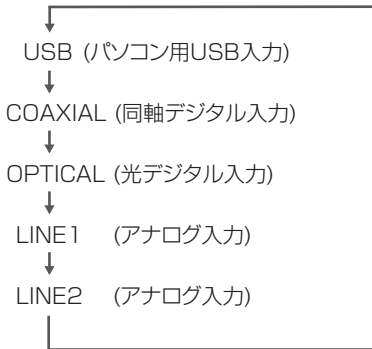 USB (パソコン用USB入力)
COAXIAL (同軸デジタル入力)
OPTICAL (光デジタル入力)
LINE1 (アナログ入力)
LINE2 (アナログ入力)